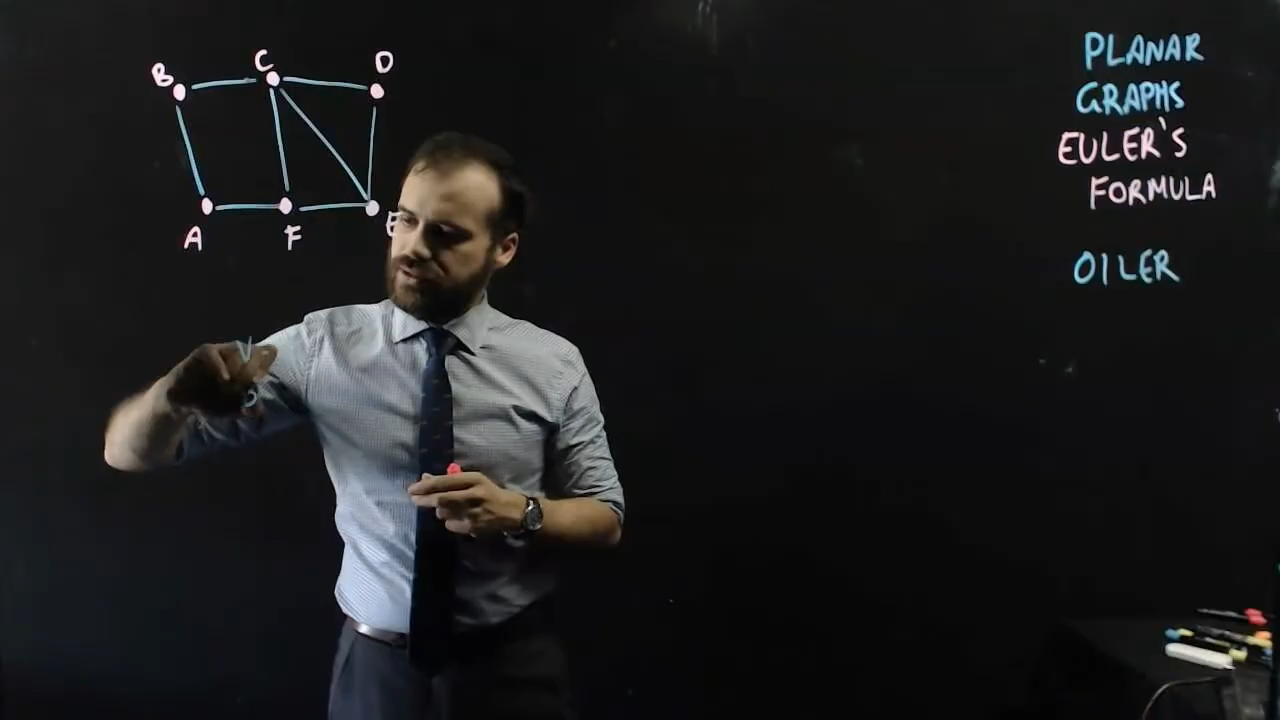 B C D
A F E
PLANAR
GRAPHS
EULER'S
FORMULA
OILER